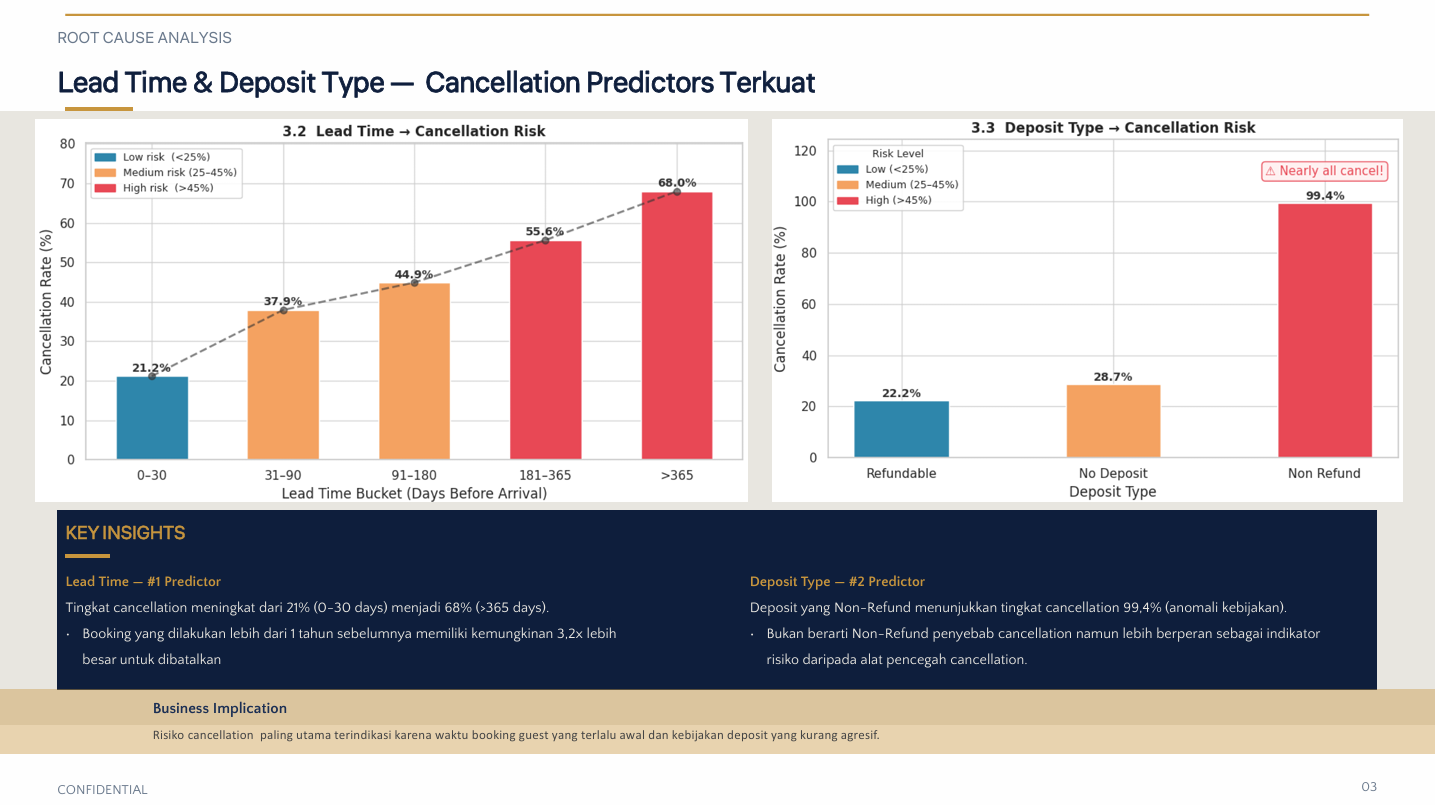 ROOT CAUSE ANALYSIS
Lead Time & Deposit Type — Cancellation Predictors Terkuat
3.2 Lead Time → Cancellation Risk
Low risk (<25%)
Medium risk (25–45%)
High risk (>45%)
Cancellation Rate (%)
80
70
60
50
40
30
20
10
0
21.2%
37.9%
44.9%
55.6%
68.0%
0–30
31–90
91–180
181–365
>365
Lead Time Bucket (Days Before Arrival)
3.3 Deposit Type → Cancellation Risk
Risk Level
Low (<25%)
Medium (25–45%)
High (>45%)
⚠ Nearly all cancel!
Cancellation Rate (%)
120
100
80
60
40
20
0
22.2%
28.7%
99.4%
Refundable
No Deposit
Non Refund
Deposit Type
KEY INSIGHTS
Lead Time — #1 Predictor
Tingkat cancellation meningkat dari 21% (0–30 days) menjadi 68% (>365 days).
• Booking yang dilakukan lebih dari 1 tahun sebelumnya memiliki kemungkinan 3,2x lebih
besar untuk dibatalkan
Deposit Type — #2 Predictor
Deposit yang Non-Refund menunjukkan tingkat cancellation 99,4% (anomali kebijakan).
• Bukan berarti Non-Refund penyebab cancellation namun lebih berperan sebagai indikator
risiko daripada alat pencegah cancellation.
Business Implication
Risiko cancellation paling utama terindikasi karena waktu booking guest yang terlalu awal dan kebijakan deposit yang kurang agresif.
CONFIDENTIAL
03